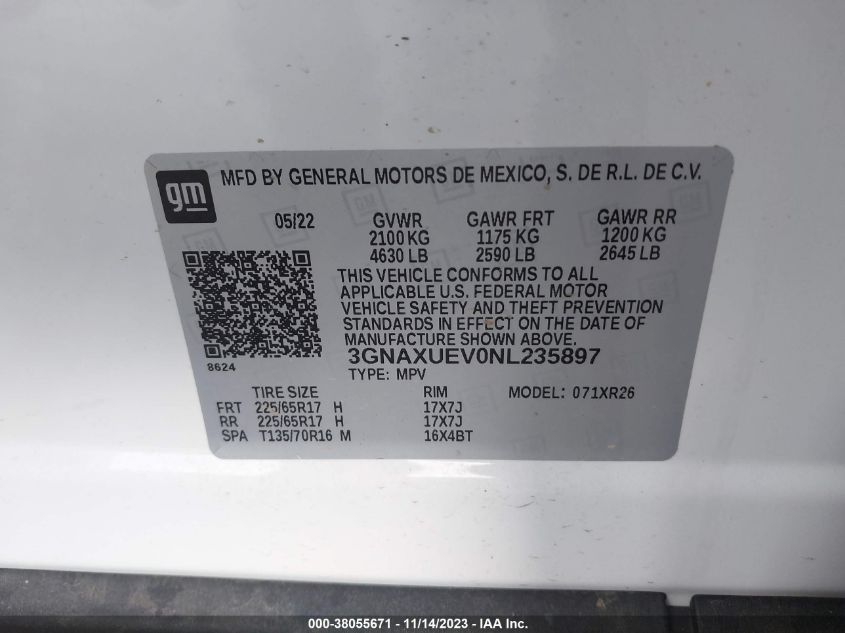 gm
MFD BY GENERAL MOTORS DE MEXICO, S. DE R.L. DE C.V.
05/22 GVWR GAWR FRT GAWR RR
2100 KG 1175 KG 1200 KG
4630 LB 2590 LB 2645 LB
THIS VEHICLE CONFORMS TO ALL
APPLICABLE U.S. FEDERAL MOTOR
VEHICLE SAFETY AND THEFT PREVENTION
STANDARDS IN EFFECT ON THE DATE OF
MANUFACTURE SHOWN ABOVE.
3GNAXUEV0NL235897
8624
TYPE: MPV
TIRE SIZE RIM MODEL: 071XR26
FRT 225/65R17 H 17X7J
RR 225/65R17 H 17X7J
SPA T135/70R16 M 16X4BT
000-38055671 - 11/14/2023 - IAA Inc.